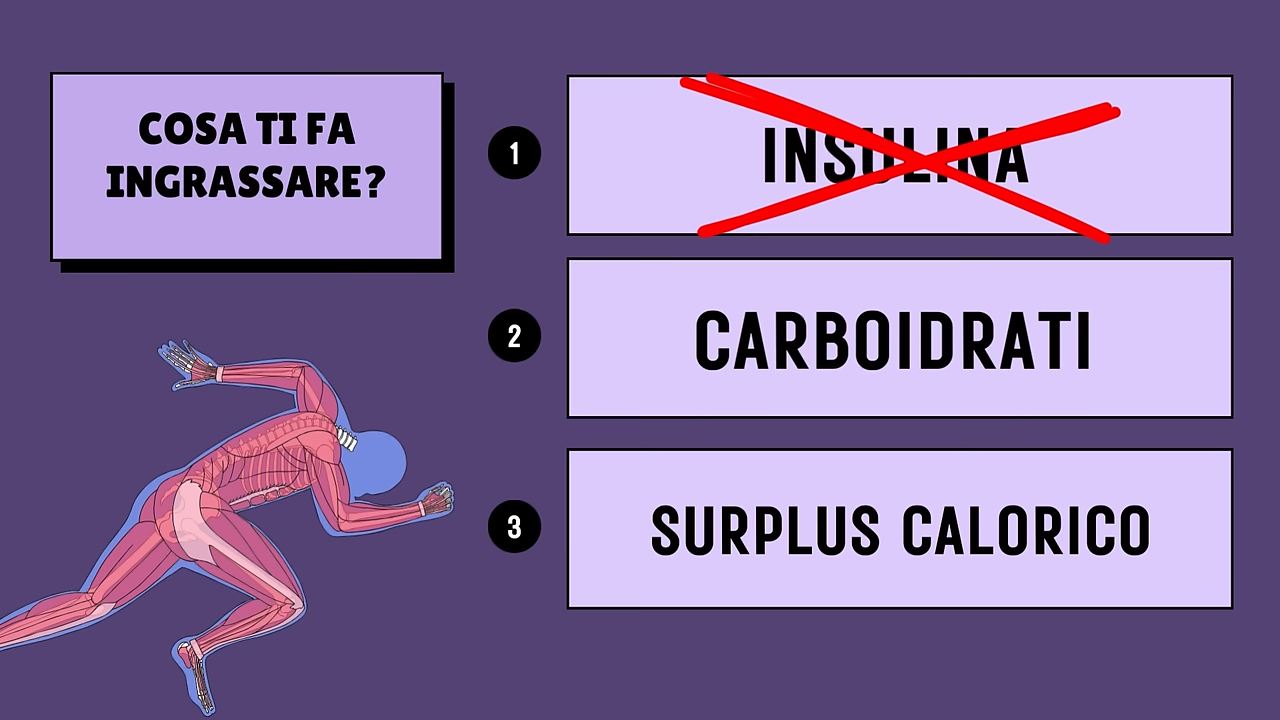 COSA TI FA
INGRASSARE?
1
INSULINA
2
CARBOIDRATI
3
SURPLUS CALORICO